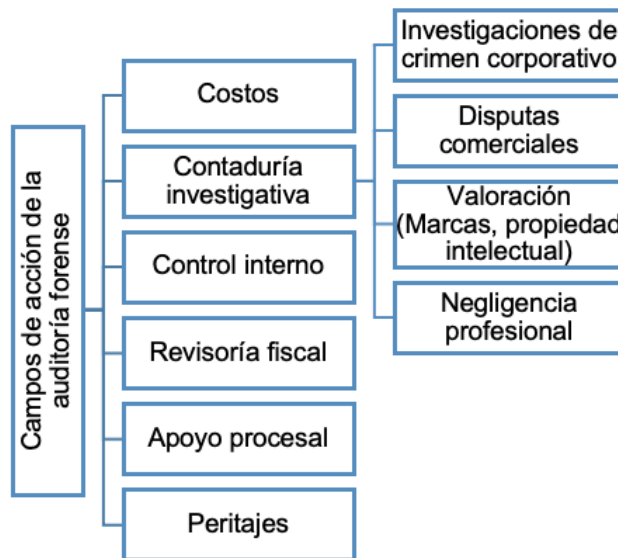 Campos de acción de la
auditoría forense
Costos
Contaduría
investigativa
Control interno
Revisoría fiscal
Apoyo procesal
Peritajes
Investigaciones de
crimen corporativo
Disputas
comerciales
Valoración
(Marcas, propiedad
intelectual)
Negligencia
profesional